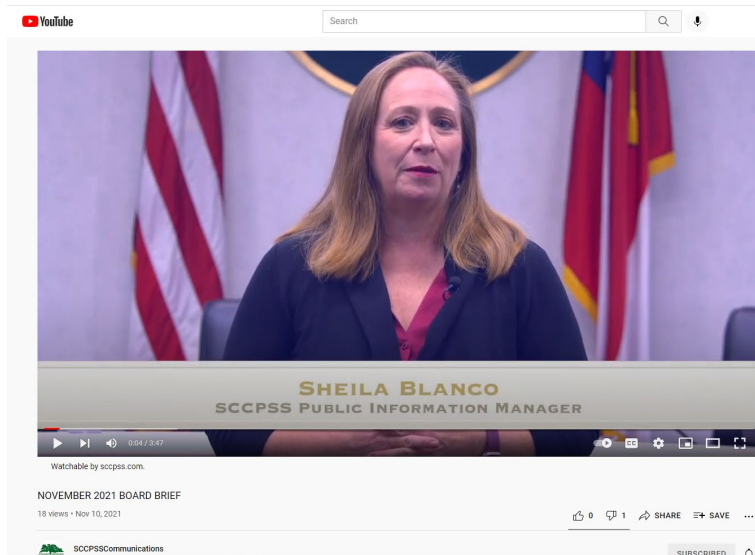 YouTube
Search
SHEILA BLANCO
SCCPSS PUBLIC INFORMATION MANAGER
0:04 / 3:47
CC
Watchable by sccpss.com.
NOVEMBER 2021 BOARD BRIEF
18 views • Nov 10, 2021
0 1 SHARE SAVE ...
SCCPSSCommunications
SUBSCRIBED